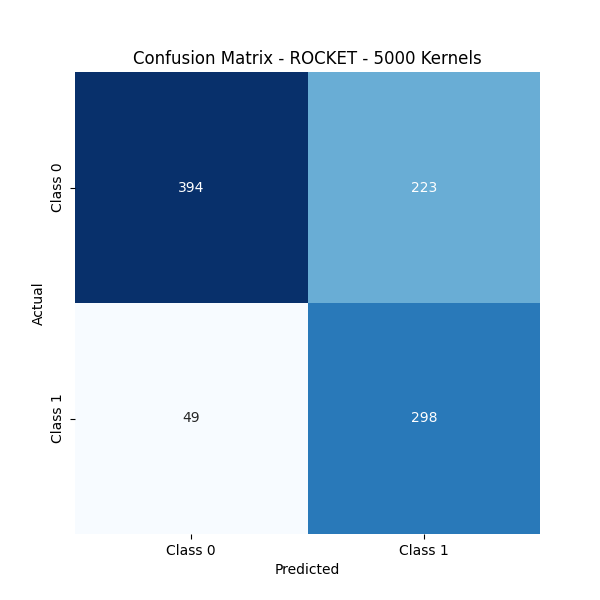 Confusion Matrix - ROCKET - 5000 Kernels
Class 0
394
223
Actual
Class 1
49
298
Class 0
Class 1
Predicted